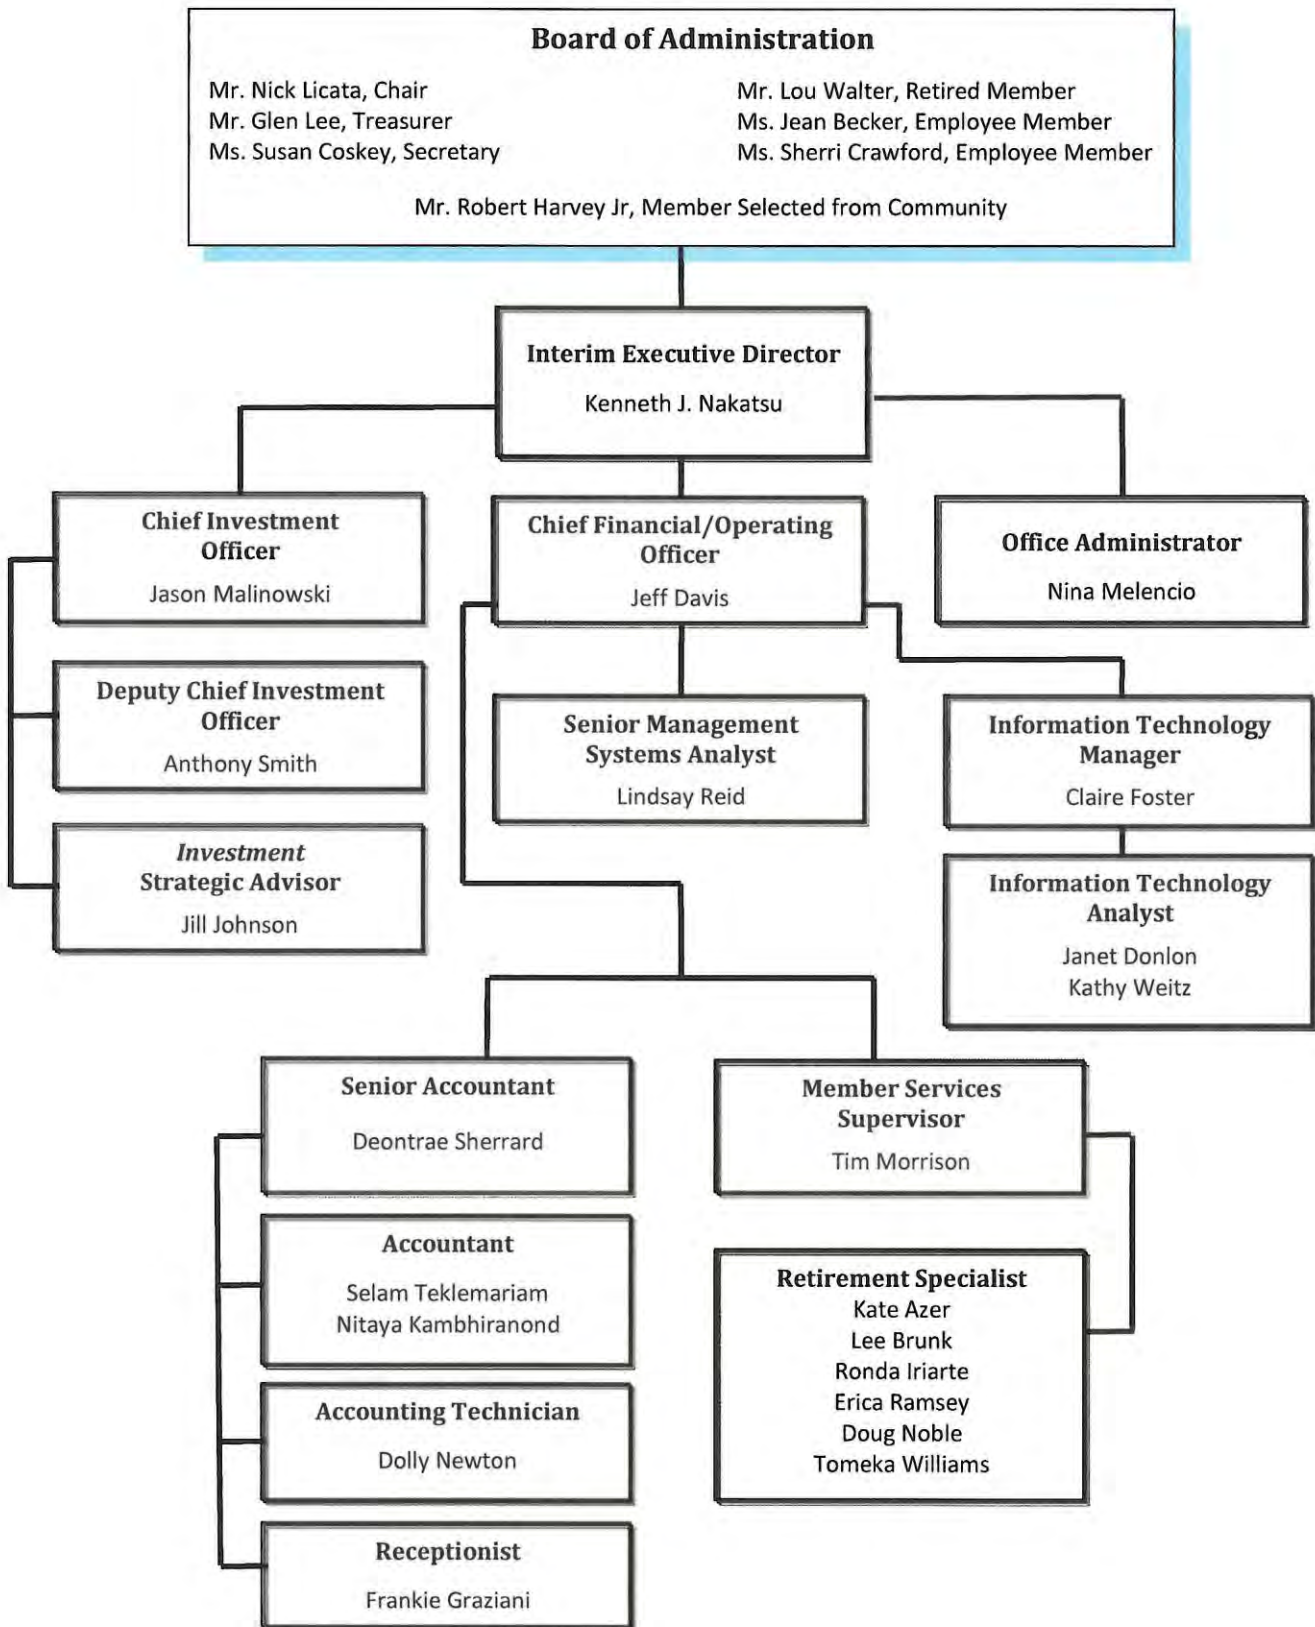 Board of Administration
Mr. Nick Licata, Chair
Mr. Glen Lee, Treasurer
Ms. Susan Coskey, Secretary
Mr. Lou Walter, Retired Member
Ms. Jean Becker, Employee Member
Ms. Sherri Crawford, Employee Member
Mr. Robert Harvey Jr, Member Selected from Community
Interim Executive Director
Kenneth J. Nakatsu
Chief Investment
Officer
Jason Malinowski
Chief Financial/Operating
Officer
Jeff Davis
Office Administrator
Nina Melencio
Deputy Chief Investment
Officer
Anthony Smith
Investment
Strategic Advisor
Jill Johnson
Senior Management
Systems Analyst
Lindsay Reid
Information Technology
Manager
Claire Foster
Information Technology
Analyst
Janet Donlon
Kathy Weitz
Senior Accountant
Deontrae Sherrard
Accountant
Selam Teklemariam
Nitaya Kambhiranond
Accounting Technician
Dolly Newton
Receptionist
Frankie Graziani
Member Services
Supervisor
Tim Morrison
Retirement Specialist
Kate Azer
Lee Brunk
Ronda Iriarte
Erica Ramsey
Doug Noble
Tomeka Williams